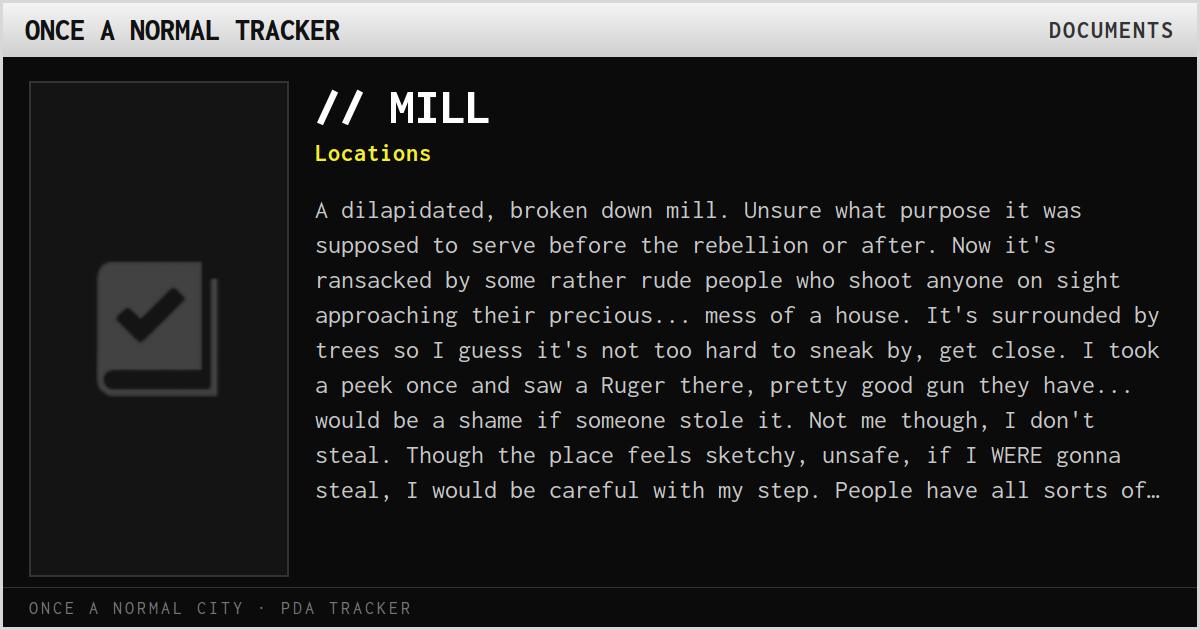 ONCE A NORMAL TRACKER
DOCUMENTS
// MILL
Locations
A dilapidated, broken down mill. Unsure what purpose it was
supposed to serve before the rebellion or after. Now it's
ransacked by some rather rude people who shoot anyone on sight
approaching their precious... mess of a house. It's surrounded by
trees so I guess it's not too hard to sneak by, get close. I took
a peek once and saw a Ruger there, pretty good gun they have...
would be a shame if someone stole it. Not me though, I don't
steal. Though the place feels sketchy, unsafe, if I WERE gonna
steal, I would be careful with my step. People have all sorts of…
ONCE A NORMAL CITY · PDA TRACKER